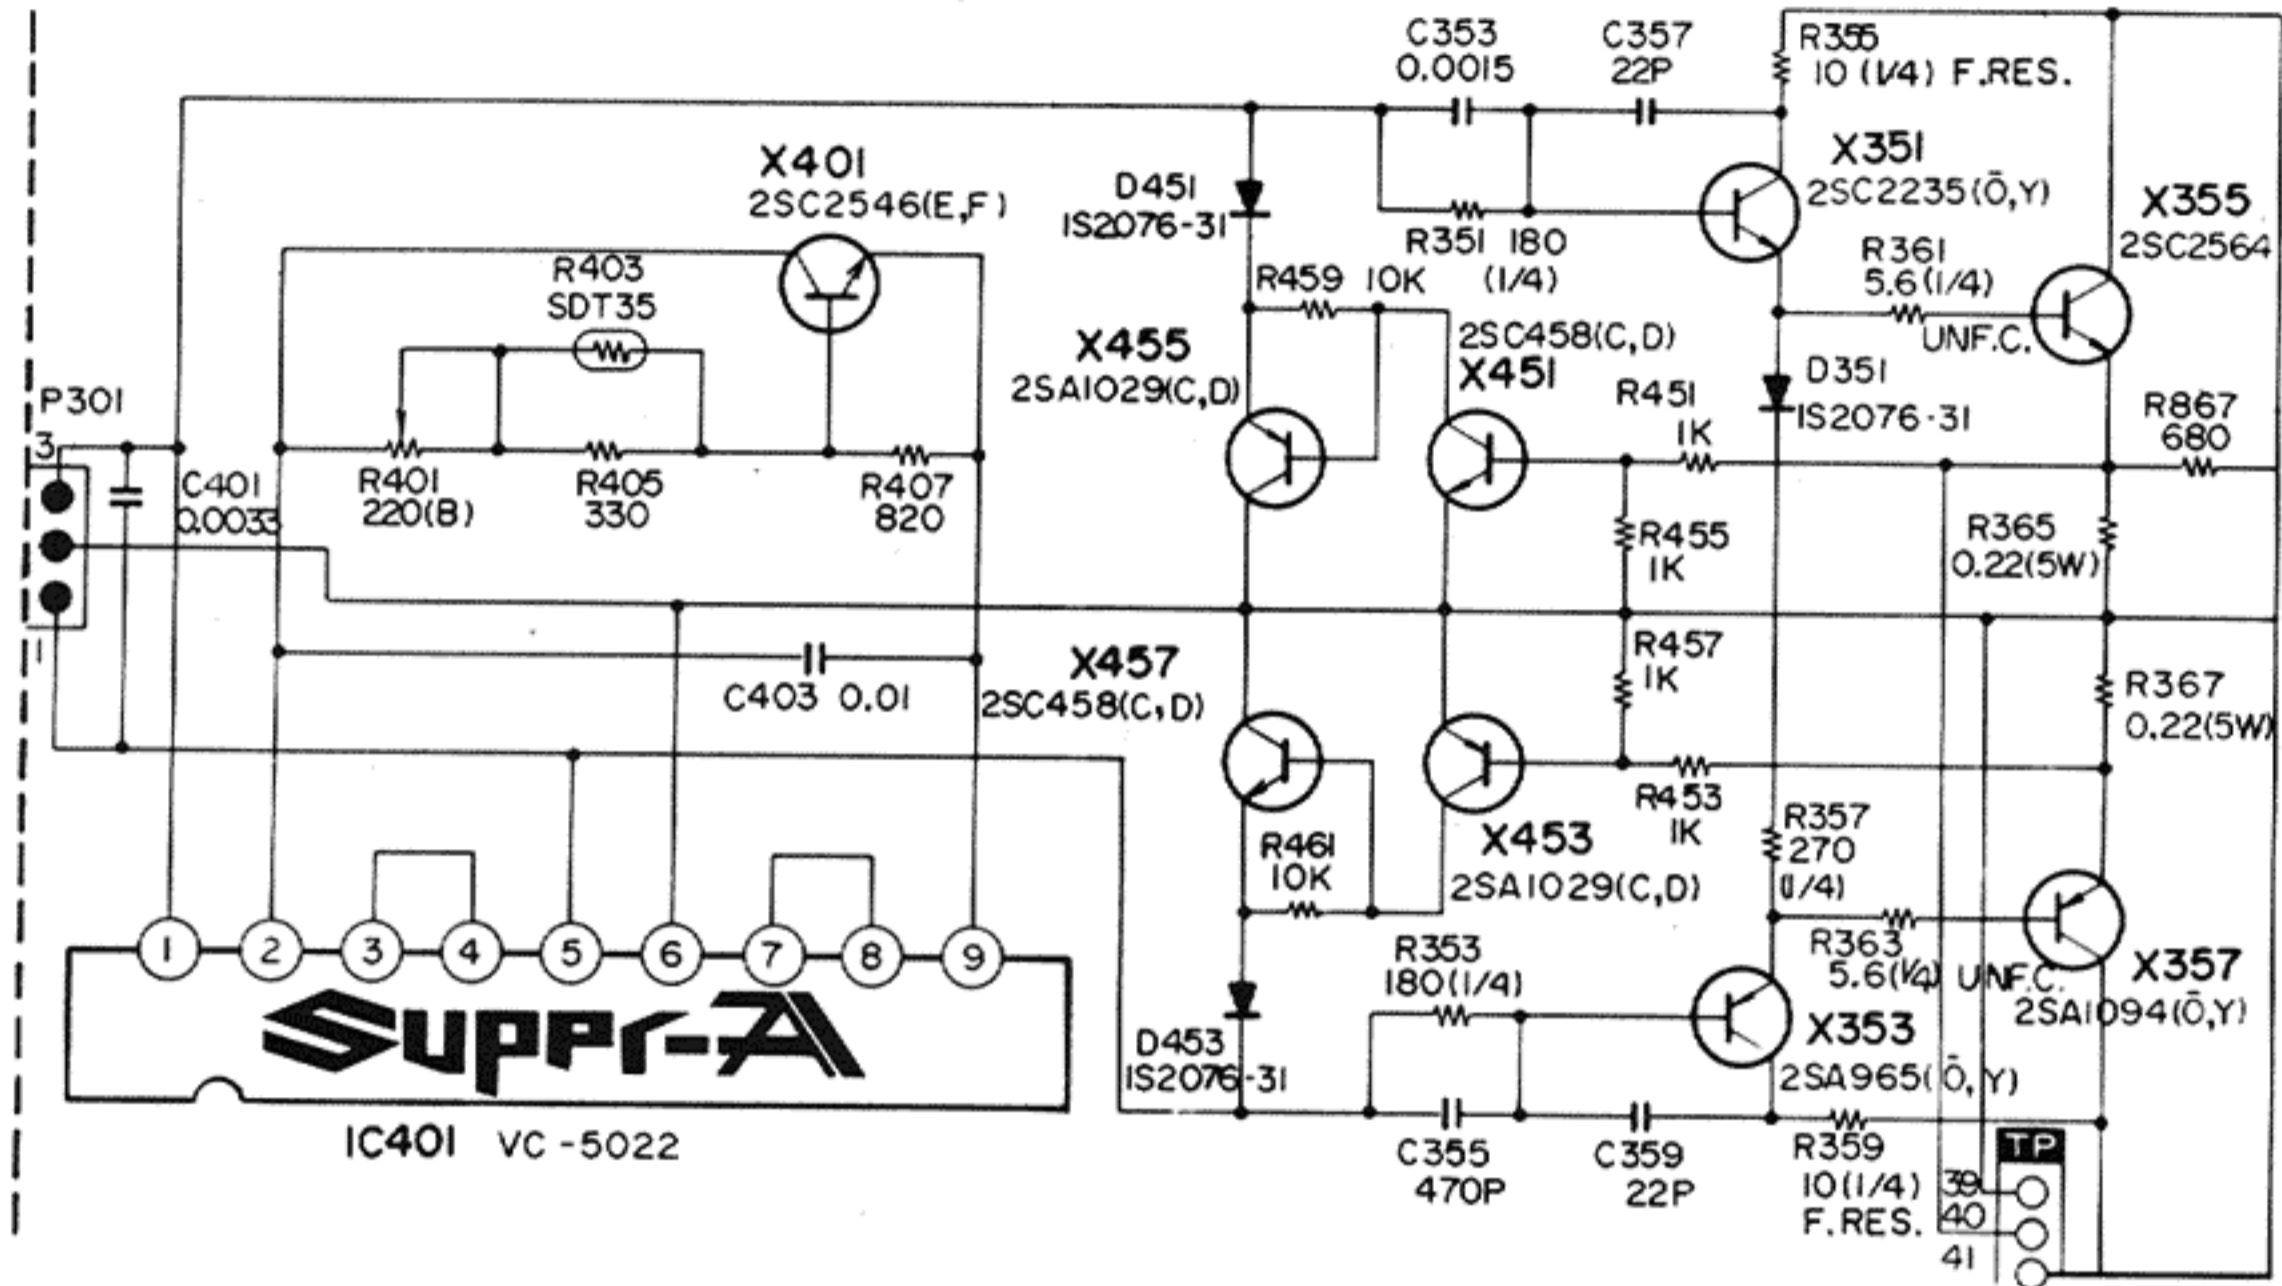 C353
0.0015
C357
22P
R355
10 (1/4) F.RES.
X401
2SC2546(E,F)
D451
1S2076-31
X351
2SC2235(Ō,Y)
X355
2SC2564
R351 180
(1/4)
R361
5.6(1/4)
UNF.C.
R403
SDT35
R459 10K
X455
2SA1029(C,D)
2SC458(C,D)
X451
D351
1S2076-31
R451
1K
R867
680
P301
3
C401
0.0033
R401
220(B)
R405
330
R407
820
R455
1K
R365
0.22(5W)
1
X457
2SC458(C,D)
C403 0.01
R457
1K
R367
0.22(5W)
R453
1K
R357
270
(1/4)
R461
10K
X453
2SA1029(C,D)
1
2
3
4
5
6
7
8
9
R353
180(1/4)
R363
5.6(1/4) UNF.C.
X357
2SA1094(Ō,Y)
Super-A
D453
1S2076-31
X353
2SA965(Ō,Y)
IC401 VC-5022
C355
470P
C359
22P
R359
10(1/4)
F.RES.
TP
39
40
41